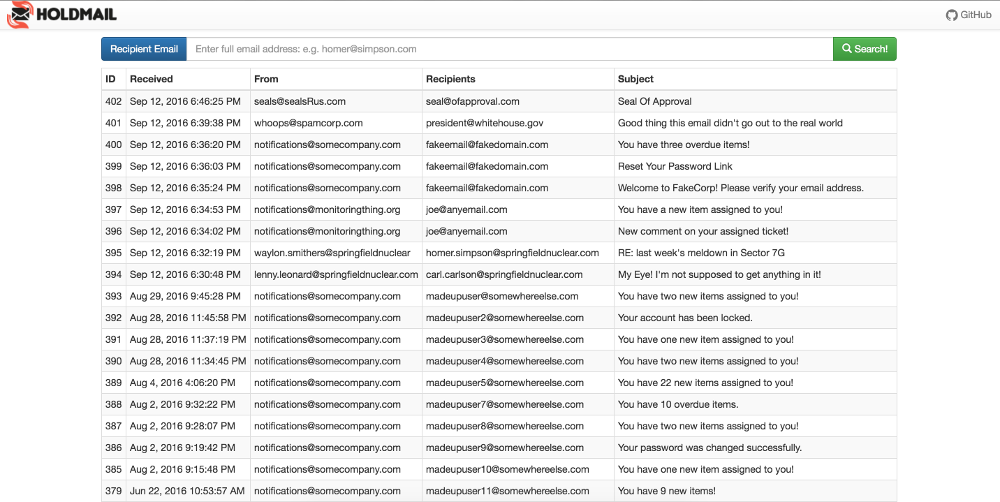 HOLDMAIL GitHub
Recipient Email Enter full email address: e.g. homer@simpson.com Search!
ID Received From Recipients Subject
402 Sep 12, 2016 6:46:25 PM seals@sealsRus.com seal@ofapproval.com Seal Of Approval
401 Sep 12, 2016 6:39:38 PM whoops@spamcorp.com president@whitehouse.gov Good thing this email didn't go out to the real world
400 Sep 12, 2016 6:36:20 PM notifications@somecompany.com fakeemail@fakedomain.com You have three overdue items!
399 Sep 12, 2016 6:36:03 PM notifications@somecompany.com fakeemail@fakedomain.com Reset Your Password Link
398 Sep 12, 2016 6:35:24 PM notifications@somecompany.com fakeemail@fakedomain.com Welcome to FakeCorp! Please verify your email address.
397 Sep 12, 2016 6:34:53 PM notifications@monitoringthing.org joe@anyemail.com You have a new item assigned to you!
396 Sep 12, 2016 6:34:02 PM notifications@monitoringthing.org joe@anyemail.com New comment on your assigned ticket!
395 Sep 12, 2016 6:32:19 PM waylon.smithers@springfieldnuclear homer.simpson@springfieldnuclear.com RE: last week's meldown in Sector 7G
394 Sep 12, 2016 6:30:48 PM lenny.leonard@springfieldnuclear.com carl.carlson@springfieldnuclear.com My Eye! I'm not supposed to get anything in it!
393 Aug 29, 2016 9:45:28 PM notifications@somecompany.com madeupuser@somewhereelse.com You have two new items assigned to you!
392 Aug 28, 2016 11:45:58 PM notifications@somecompany.com madeupuser2@somewhereelse.com Your account has been locked.
391 Aug 28, 2016 11:37:19 PM notifications@somecompany.com madeupuser3@somewhereelse.com You have one new item assigned to you!
390 Aug 28, 2016 11:34:45 PM notifications@somecompany.com madeupuser4@somewhereelse.com You have two new items assigned to you!
389 Aug 4, 2016 4:06:20 PM notifications@somecompany.com madeupuser5@somewhereelse.com You have 22 new items assigned to you!
388 Aug 2, 2016 9:32:22 PM notifications@somecompany.com madeupuser7@somewhereelse.com You have 10 overdue items.
387 Aug 2, 2016 9:28:07 PM notifications@somecompany.com madeupuser8@somewhereelse.com You have two new items assigned to you!
386 Aug 2, 2016 9:19:42 PM notifications@somecompany.com madeupuser9@somewhereelse.com Your password was changed successfully.
385 Aug 2, 2016 9:15:48 PM notifications@somecompany.com madeupuser10@somewhereelse.com You have one new item assigned to you!
379 Jun 22, 2016 10:53:57 AM notifications@somecompany.com madeupuser11@somewhereelse.com You have 9 new items!